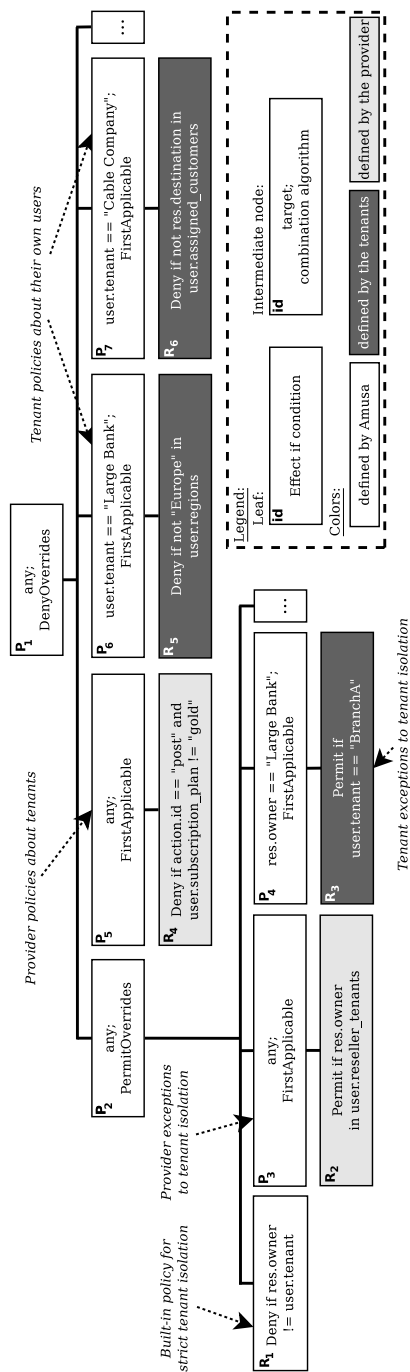 P1
any;
DenyOverrides
Provider policies about tenants
Tenant policies about their own users
P2
any;
PermitOverrides
P5
any;
FirstApplicable
P6
user.tenant == "Large Bank";
FirstApplicable
P7
user.tenant == "Cable Company";
FirstApplicable
...
R4
Deny if action.id == "post" and
user.subscription_plan != "gold"
R5
Deny if not "Europe" in
user.regions
R6
Deny if not res.destination in
user.assigned_customers
Built-in policy for
strict tenant isolation
Provider exceptions
to tenant isolation
R1
Deny if res.owner
!= user.tenant
P3
any;
FirstApplicable
P4
res.owner == "Large Bank";
FirstApplicable
...
R2
Permit if res.owner
in user.reseller_tenants
R3
Permit if
user.tenant == "BranchA"
Tenant exceptions to tenant isolation
Legend:
Leaf:
id
Effect if condition
Intermediate node:
id
target;
combination algorithm
Colors:
defined by Amusa
defined by the tenants
defined by the provider